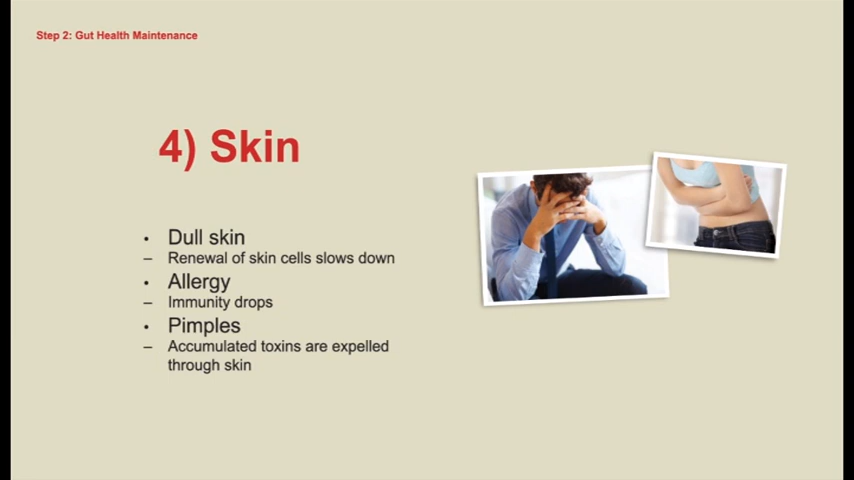 Step 2: Gut Health Maintenance
4) Skin
• Dull skin
– Renewal of skin cells slows down
• Allergy
– Immunity drops
• Pimples
– Accumulated toxins are expelled
through skin